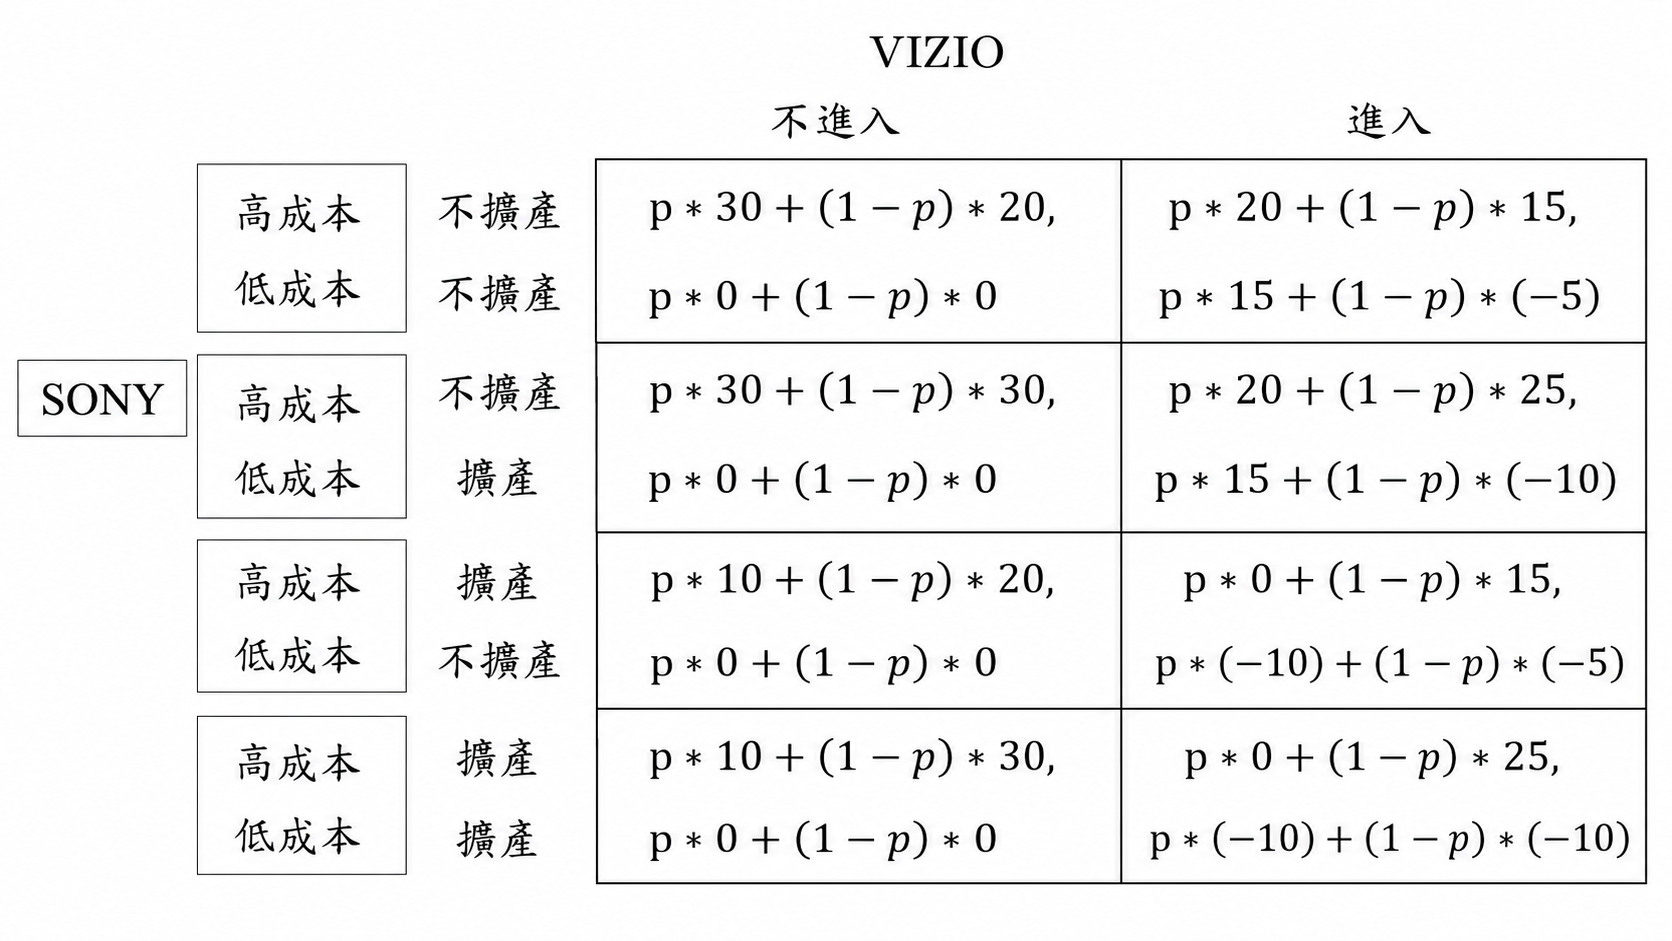 VIZIO
不進入 進入
高成本 不擴產 p ∗ 30 + (1 − p) ∗ 20, p ∗ 20 + (1 − p) ∗ 15,
低成本 不擴產 p ∗ 0 + (1 − p) ∗ 0 p ∗ 15 + (1 − p) ∗ (−5)
SONY
高成本 不擴產 p ∗ 30 + (1 − p) ∗ 30, p ∗ 20 + (1 − p) ∗ 25,
低成本 擴產 p ∗ 0 + (1 − p) ∗ 0 p ∗ 15 + (1 − p) ∗ (−10)
高成本 擴產 p ∗ 10 + (1 − p) ∗ 20, p ∗ 0 + (1 − p) ∗ 15,
低成本 不擴產 p ∗ 0 + (1 − p) ∗ 0 p ∗ (−10) + (1 − p) ∗ (−5)
高成本 擴產 p ∗ 10 + (1 − p) ∗ 30, p ∗ 0 + (1 − p) ∗ 25,
低成本 擴產 p ∗ 0 + (1 − p) ∗ 0 p ∗ (−10) + (1 − p) ∗ (−10)